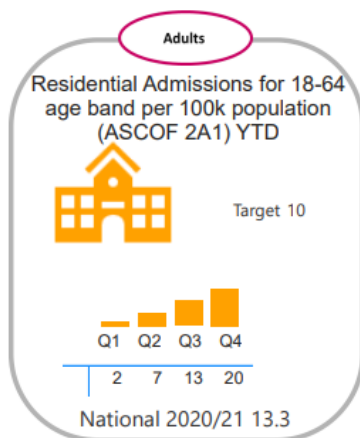 Adults
Residential Admissions for 18-64
age band per 100k population
(ASCOF 2A1) YTD
Target 10
Q1 Q2 Q3 Q4
2 7 13 20
National 2020/21 13.3